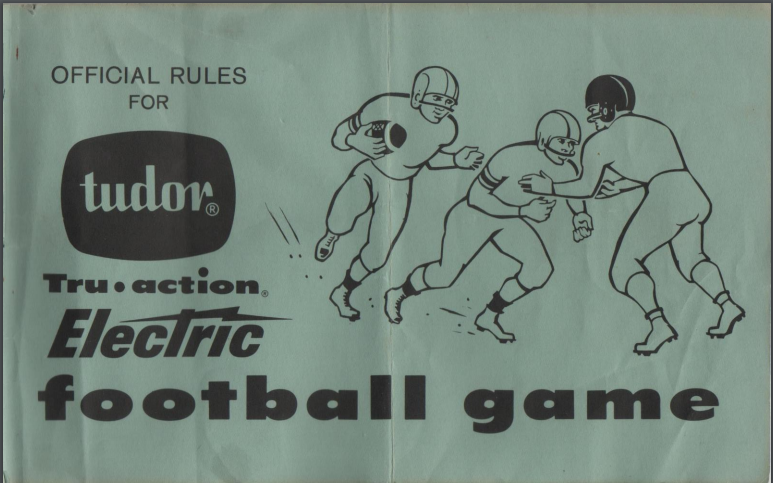 OFFICIAL RULES
FOR
tudor®
Tru•action®
Electric
football game